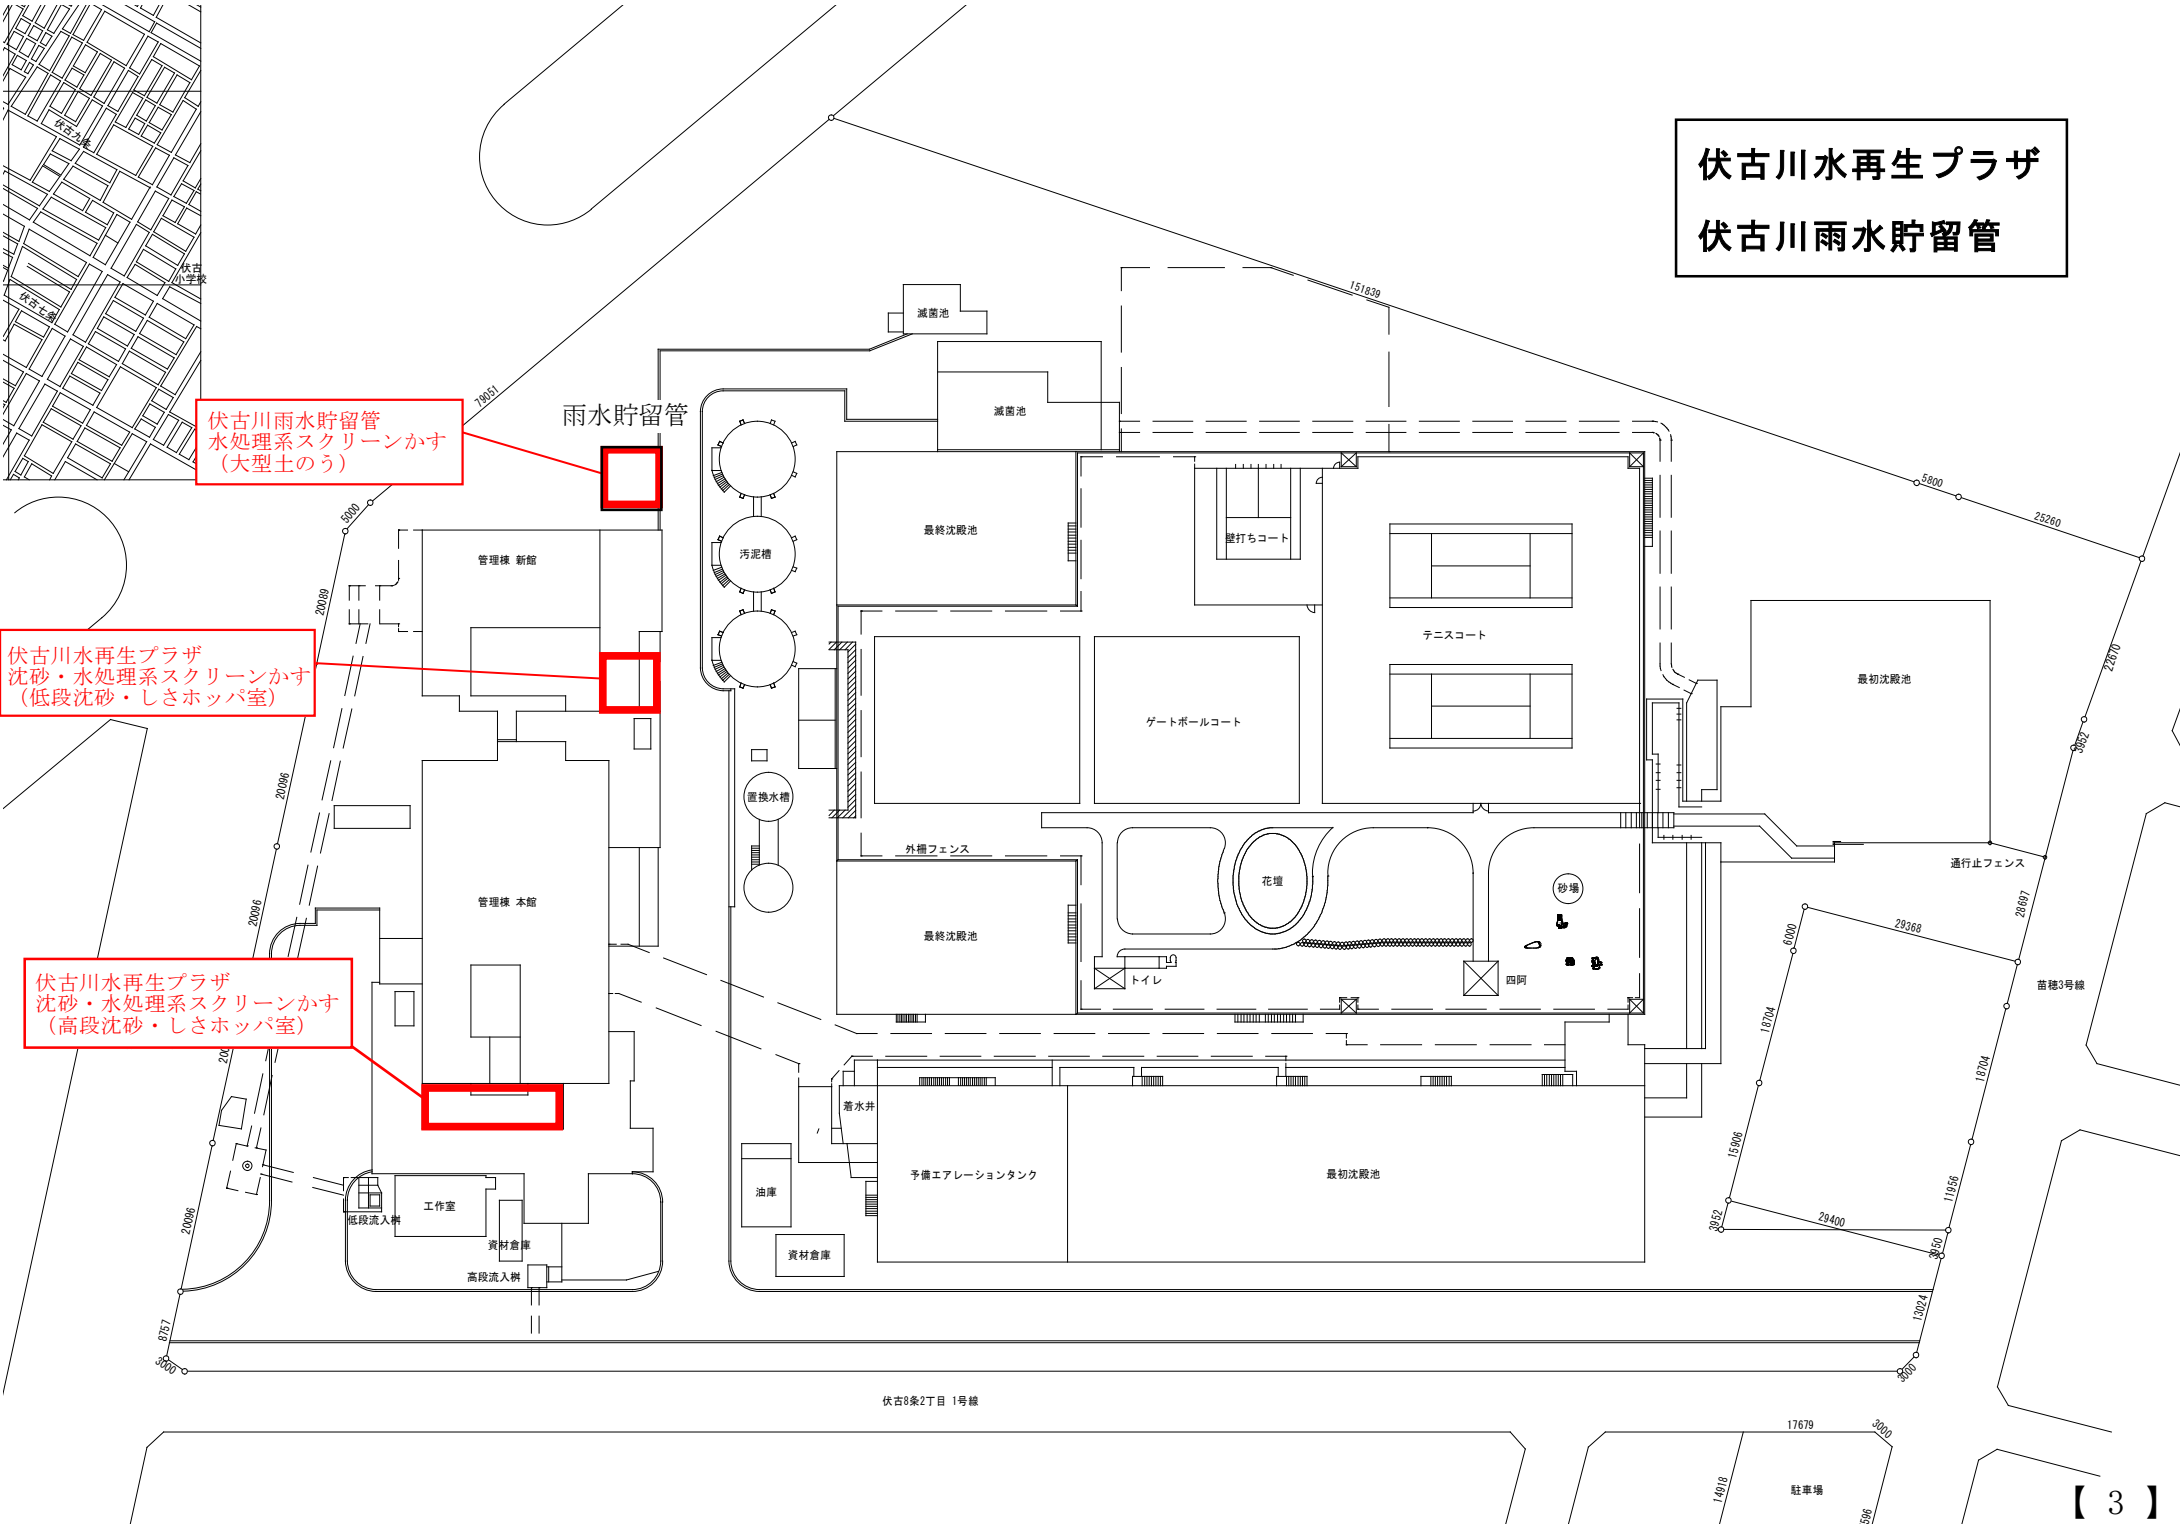 伏古川水再生プラザ
伏古川雨水貯留管
伏古九条
伏古
小学校
伏古七条
151839
滅菌池
79051
雨水貯留管
伏古川雨水貯留管
水処理系スクリーンかす
（大型土のう）
滅菌池
5800
25260
5000
最終沈殿池
壁打ちコート
管理棟 新館
汚泥槽
20089
テニスコート
22670
伏古川水再生プラザ
沈砂・水処理系スクリーンかす
（低段沈砂・しさホッパ室）
最初沈殿池
ゲートボールコート
3952
20096
置換水槽
外柵フェンス
通行止フェンス
花壇
砂場
管理棟 本館
20096
28697
29368
6000
最終沈殿池
トイレ
四阿
苗穂3号線
伏古川水再生プラザ
沈砂・水処理系スクリーンかす
（高段沈砂・しさホッパ室）
18704
18704
着水井
15906
予備エアレーションタンク
最初沈殿池
油庫
11956
工作室
低段流入桝
20096
3952
29400
3950
資材倉庫
資材倉庫
高段流入桝
13024
8757
3000
3000
伏古8条2丁目 1号線
17679
3000
14918
駐車場
【 3 】